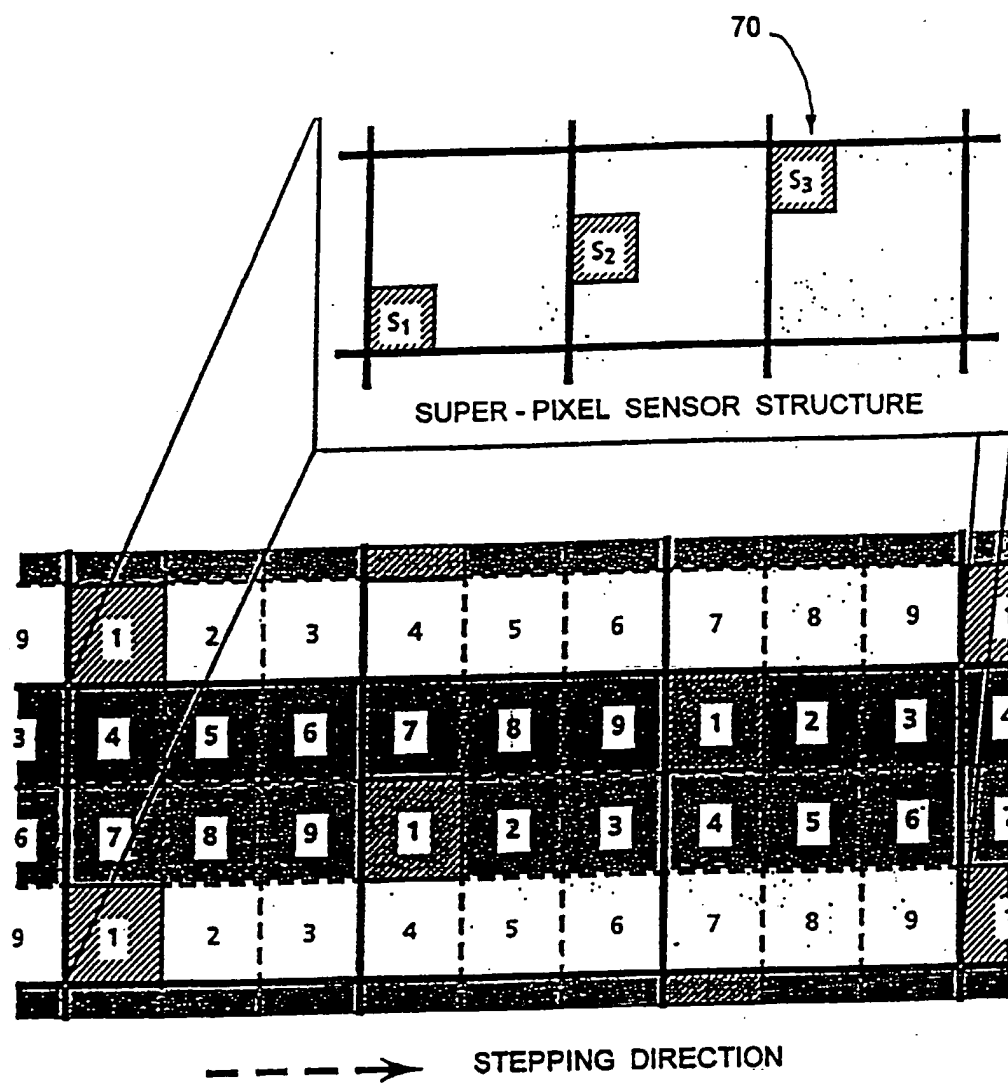 70
S3
S2
S1
SUPER - PIXEL SENSOR STRUCTURE
9 1 2 3 4 5 6 7 8 9
3 4 5 6 7 8 9 1 2 3
6 7 8 9 1 2 3 4 5 6
9 1 2 3 4 5 6 7 8 9
STEPPING DIRECTION